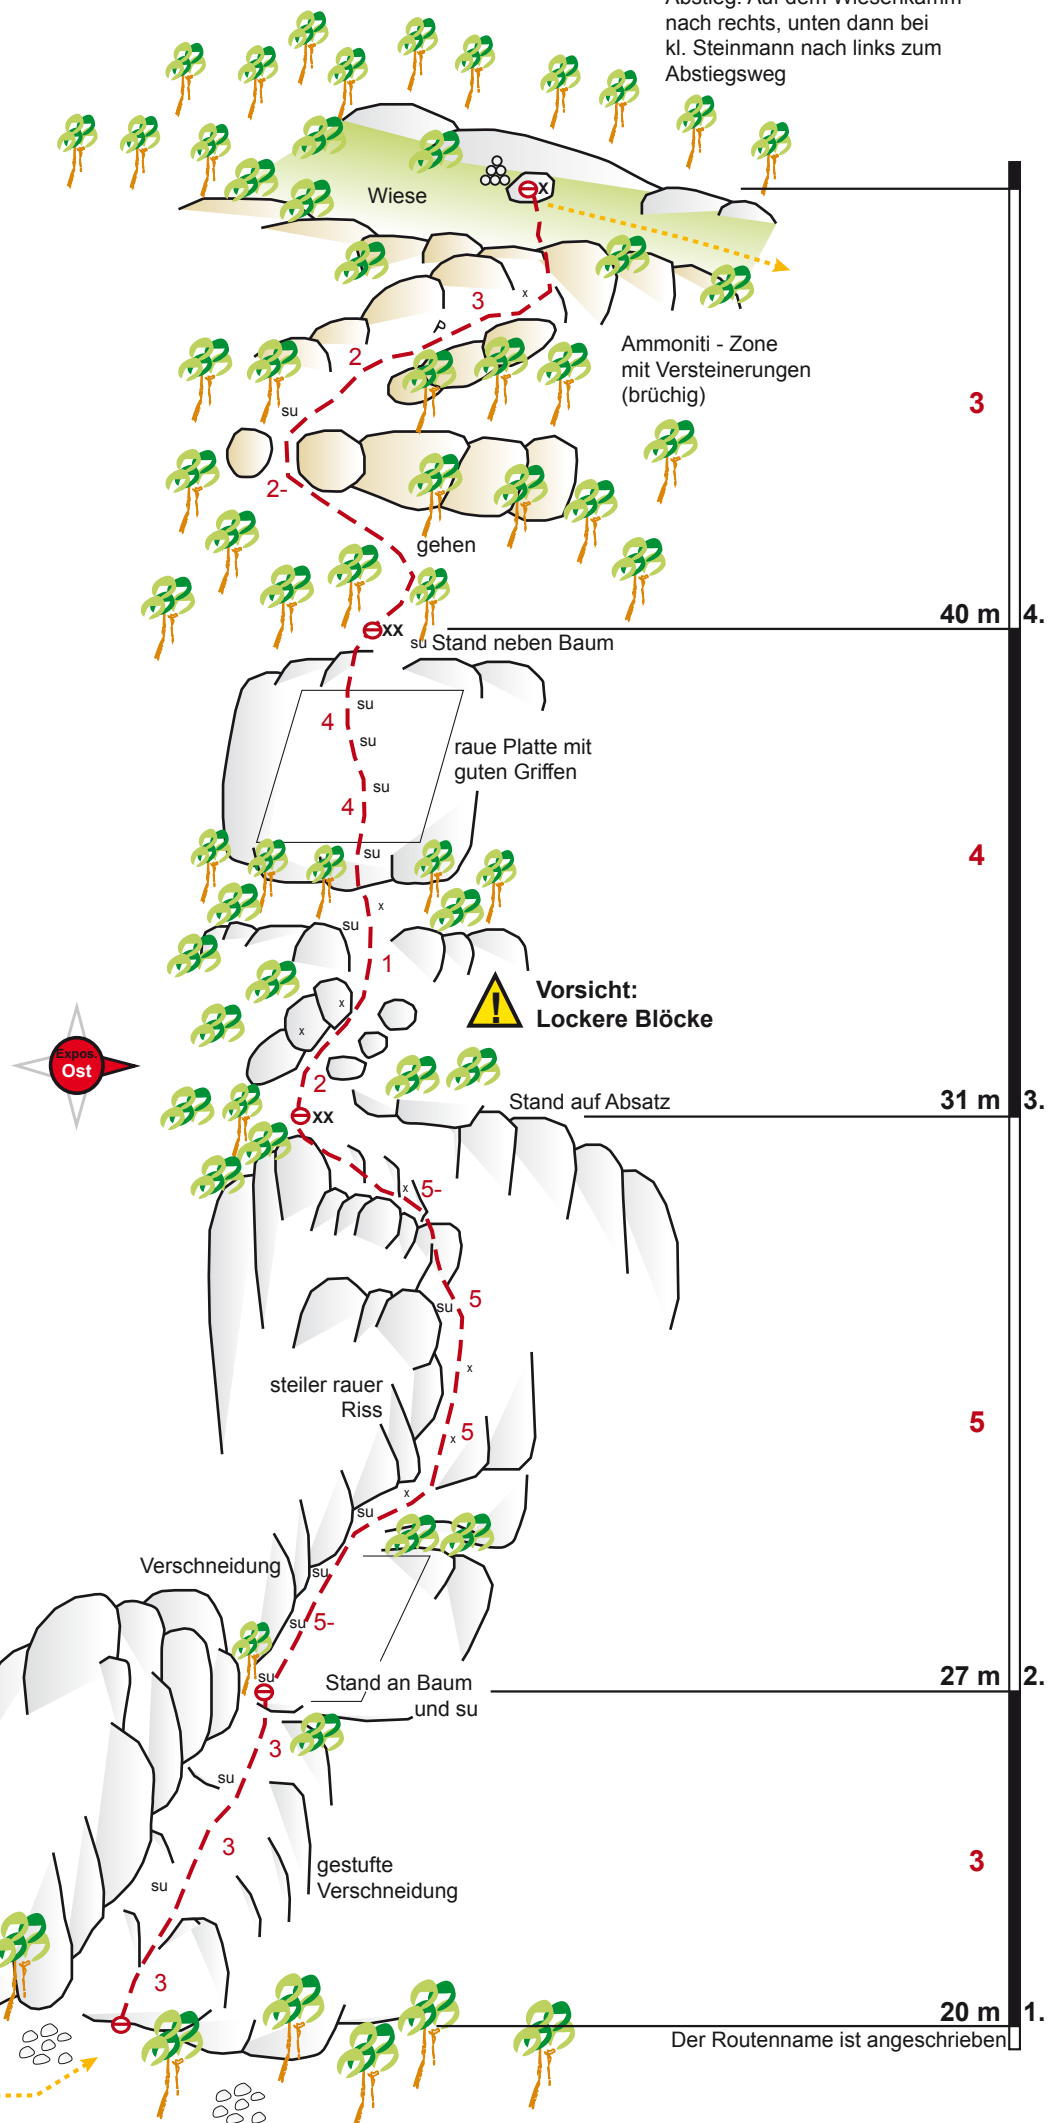 Abstieg: Auf dem Wiesenkamm
nach rechts, unten dann bei
kl. Steinmann nach links zum
Abstiegsweg
x
Wiese
3
x
P
Ammoniti - Zone
mit Versteinerungen
(brüchig)
2
3
su
2-
gehen
40 m 4.
xx
su Stand neben Baum
su
4
su
raue Platte mit
guten Griffen
su
4
su
4
x
su
1
Vorsicht:
Lockere Blöcke
x
x
Expos.
Ost
2
Stand auf Absatz
31 m 3.
xx
x 5-
su 5
x
steiler rauer
Riss
x 5
5
x
su
Verschneidung
su
su 5-
su
Stand an Baum
und su
27 m 2.
3
su
3
gestufte
Verschneidung
3
su
3
20 m 1.
Der Routenname ist angeschrieben